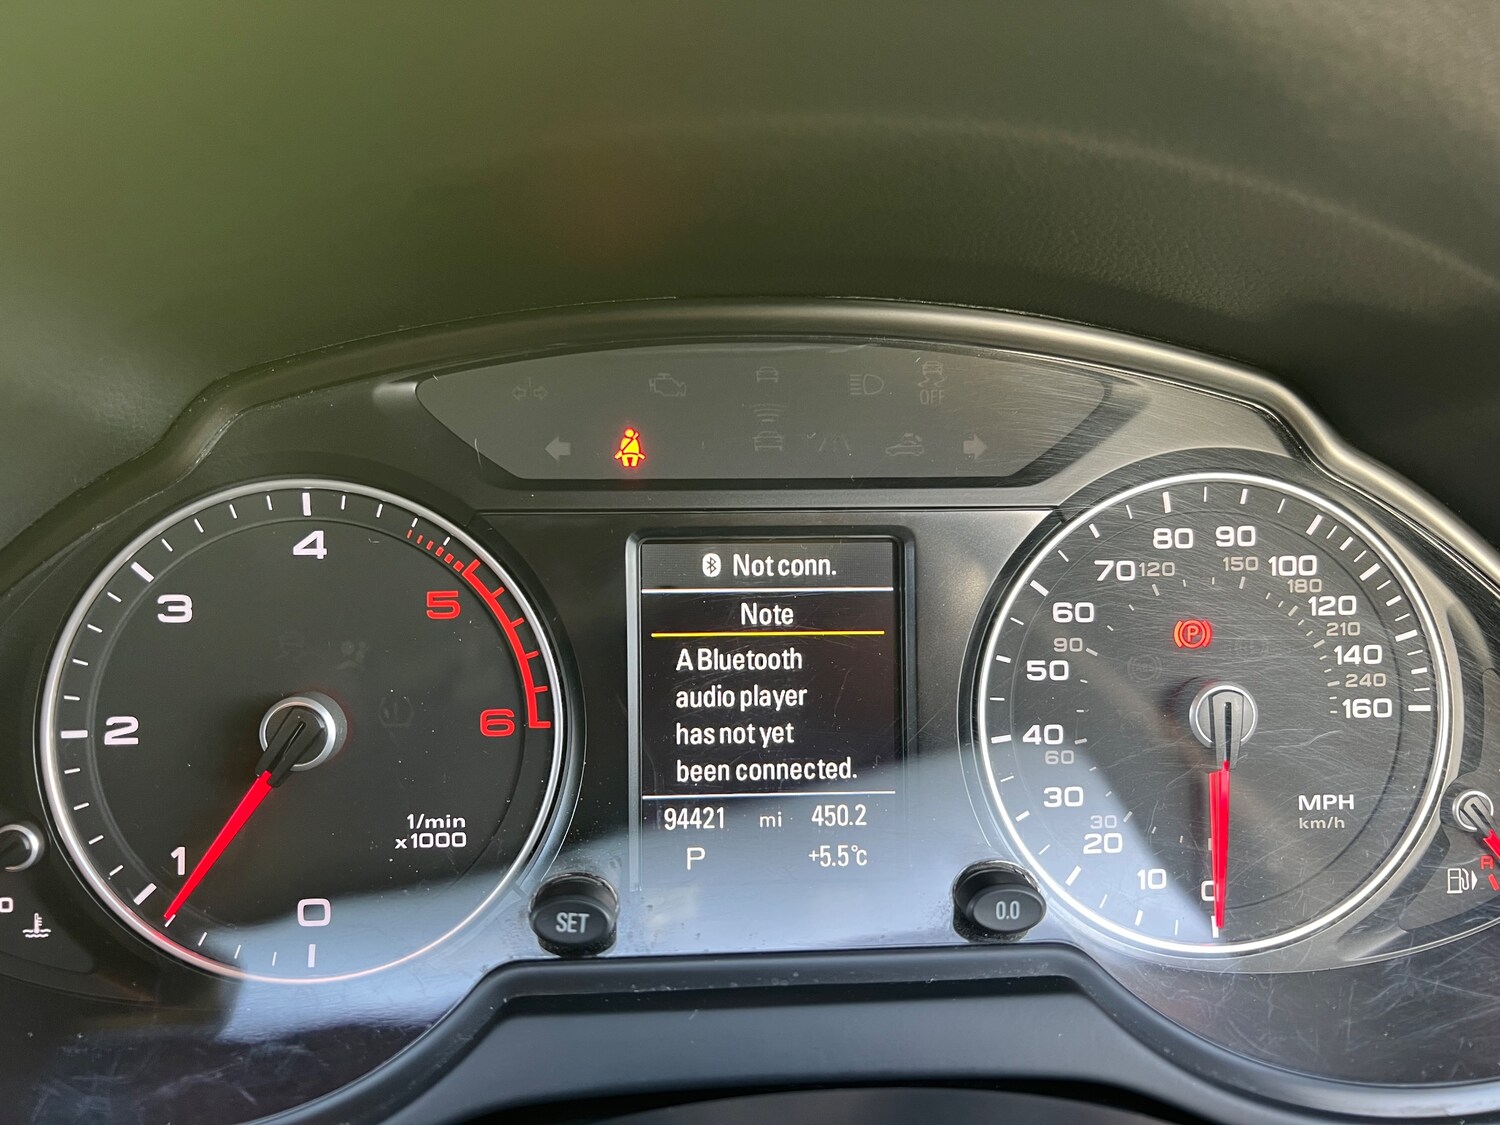 OFF
Not conn.
Note
A Bluetooth
audio player
has not yet
been connected.
94421 mi 450.2
P +5.5°c
0
1
2
3
4
5
6
1/min
x1000
SET
0.0
0
10
20
30
40
50
60
70
80
90
100
120
140
160
30
60
90
120
150
180
210
240
P
MPH
km/h
R